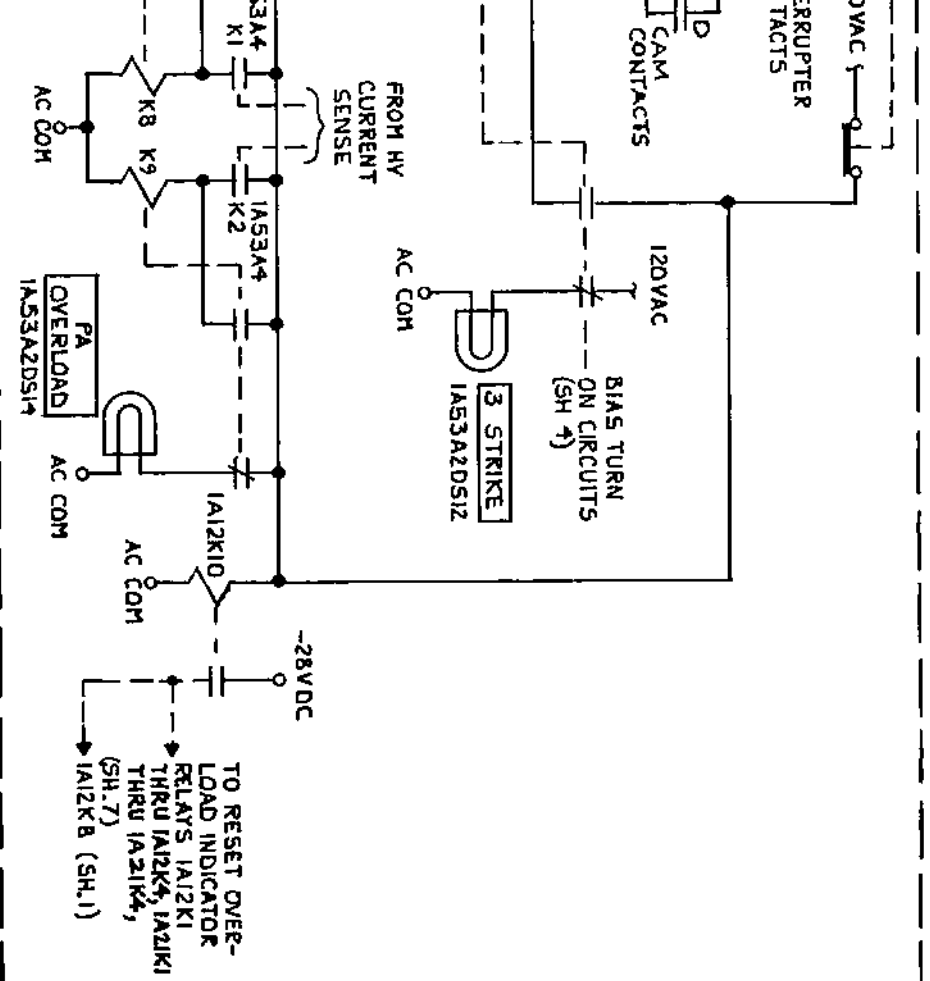 0VAC
ERRUPTER
TACTS
D
CAM
CONTACTS
120VAC
BIAS TURN
ON CIRCUITS
(SH 4)
3 STRIKE
1A53A2DS12
AC COM
FROM HV
CURRENT
SENSE
53A4
K1
1A53A4
K2
K8
K9
AC COM
PA
OVERLOAD
1A53A2DS14
AC COM
1A12K10
AC COM
-28VDC
TO RESET OVER-
LOAD INDICATOR
RELAYS 1A12K1
THRU 1A12K4, 1A21K1
THRU 1A21K4,
(SH.7)
1A12K8 (SH.1)